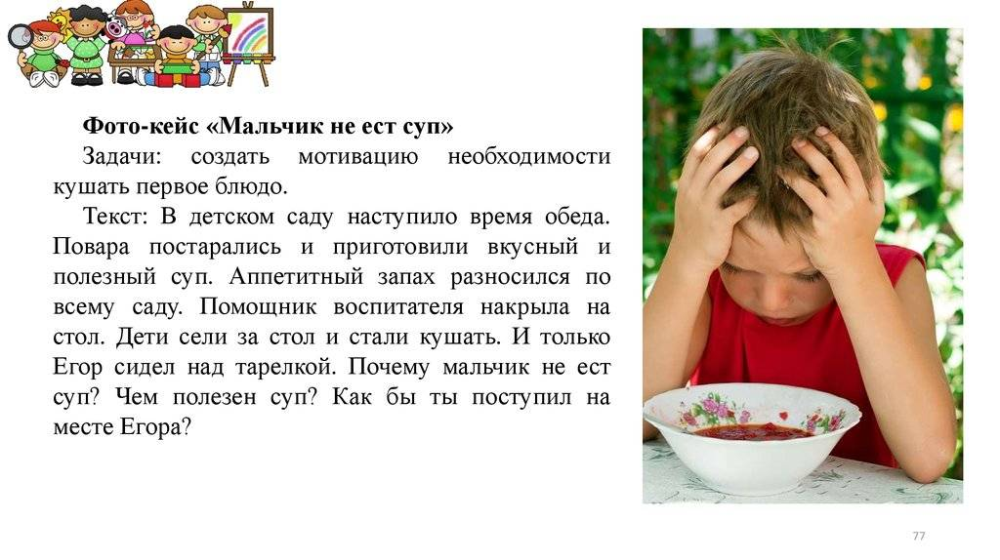 Фото-кейс «Мальчик не ест суп»
Задачи: создать мотивацию необходимости
кушать первое блюдо.
Текст: В детском саду наступило время обеда.
Повара постарались и приготовили вкусный и
полезный суп. Аппетитный запах разносился по
всему саду. Помощник воспитателя накрыла на
стол. Дети сели за стол и стали кушать. И только
Егор сидел над тарелкой. Почему мальчик не ест
суп? Чем полезен суп? Как бы ты поступил на
месте Егора?
77